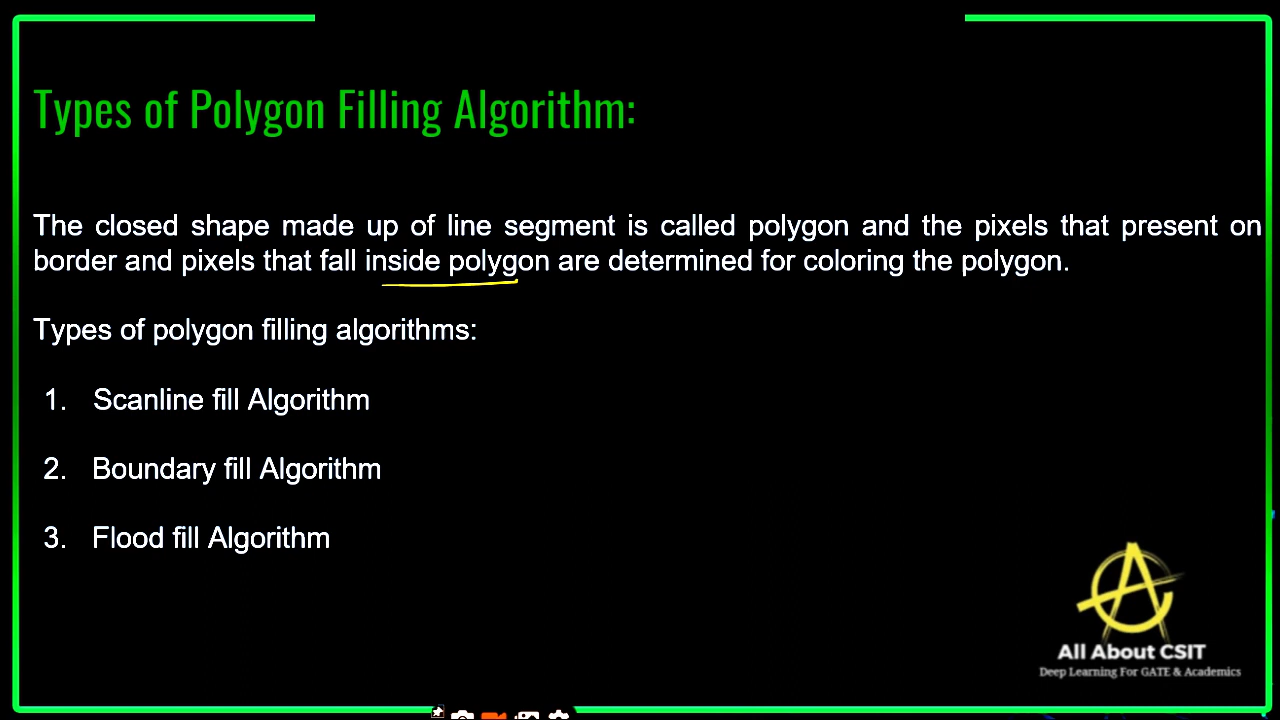 Types of Polygon Filling Algorithm:
The closed shape made up of line segment is called polygon and the pixels that present on
border and pixels that fall inside polygon are determined for coloring the polygon.
Types of polygon filling algorithms:
1. Scanline fill Algorithm
2. Boundary fill Algorithm
3. Flood fill Algorithm
All About CSIT
Deep Learning For GATE & Academics